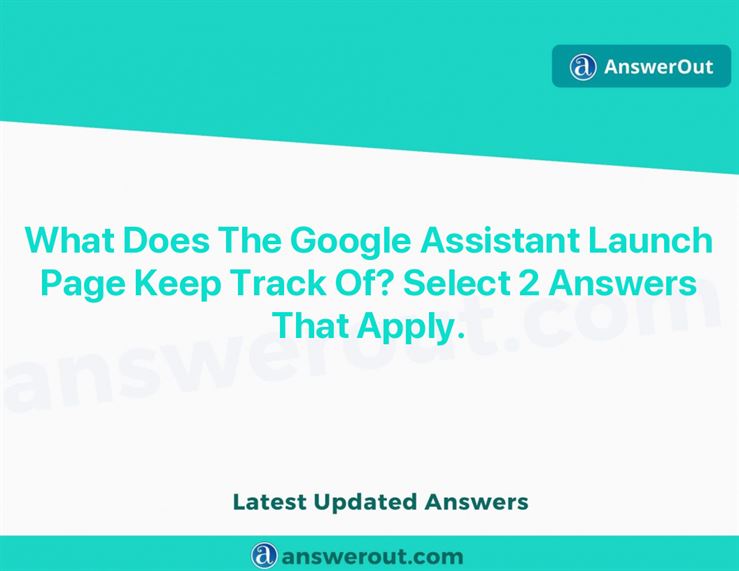 a AnswerOut
What Does The Google Assistant Launch
Page Keep Track Of? Select 2 Answers
That Apply.
answerout.com
Latest Updated Answers
a answerout.com